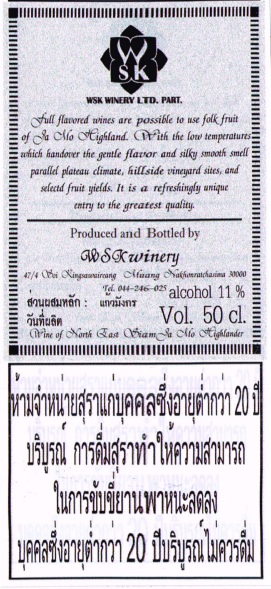 W
S K
WSK WINERY LTD. PART.
Full flavored wines are possible to use folk fruit
of Ja Mo Highland. With the low temperatures
which handover the gentle flavor and silky smooth smell
parallel plateau climate, hillside vineyard sites, and
selectd fruit yields. It is a refreshingly unique
entry to the greatest quality.
Produced and Bottled by
WSKwinery
47/4 Soi Kingsawaireang Muang Nakhonratchasima 30000
Tel. 044-246-025
alcohol 11 %
ส่วนผสมหลัก : แก้วมังกร
วันที่ผลิต
Vol. 50 cl.
Wine of North East Siam Ja Mo Highlander
ห้ามจำหน่ายสุราแก่บุคคลซึ่งอายุต่ำกว่า 20 ปี
บริบูรณ์ การดื่มสุราทำให้ความสามารถ
ในการขับขี่ยานพาหนะลดลง
บุคคลซึ่งอายุต่ำกว่า 20 ปีบริบูรณ์ไม่ควรดื่ม